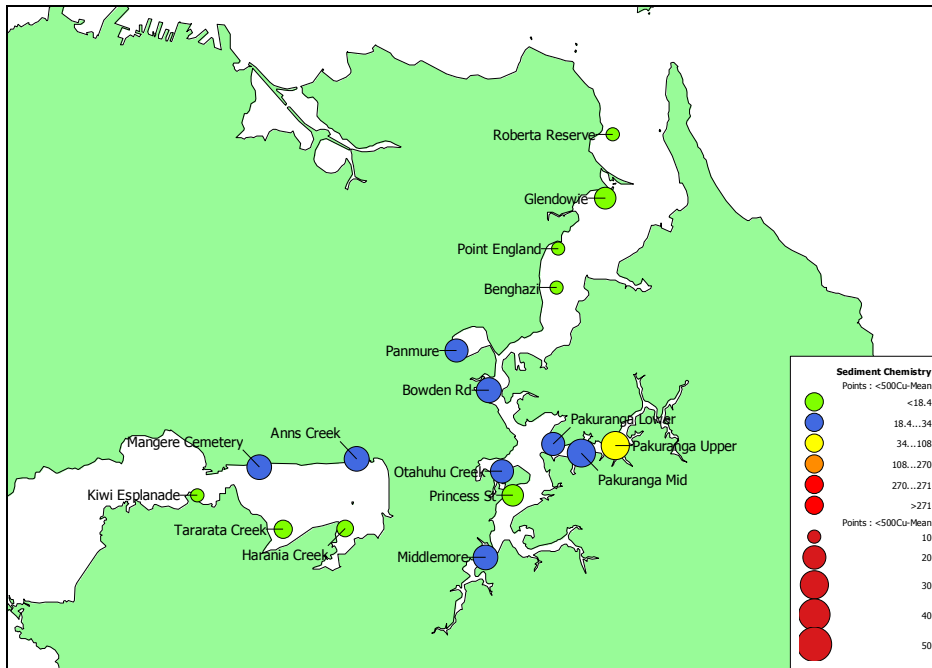 Roberta Reserve
Glendowie
Point England
Benghazi
Panmure
Bowden Rd
Pakuranga Lower
Anns Creek
Mangere Cemetery
Pakuranga Upper
Otahuhu Creek
Pakuranga Mid
Kiwi Esplanade
Princess St
Tararata Creek
Harania Creek
Middlemore
Sediment Chemistry
Points : <500Cu-Mean
<18.4
18.4...34
34...108
108...270
270...271
>271
Points : <500Cu-Mean
10
20
30
40
50